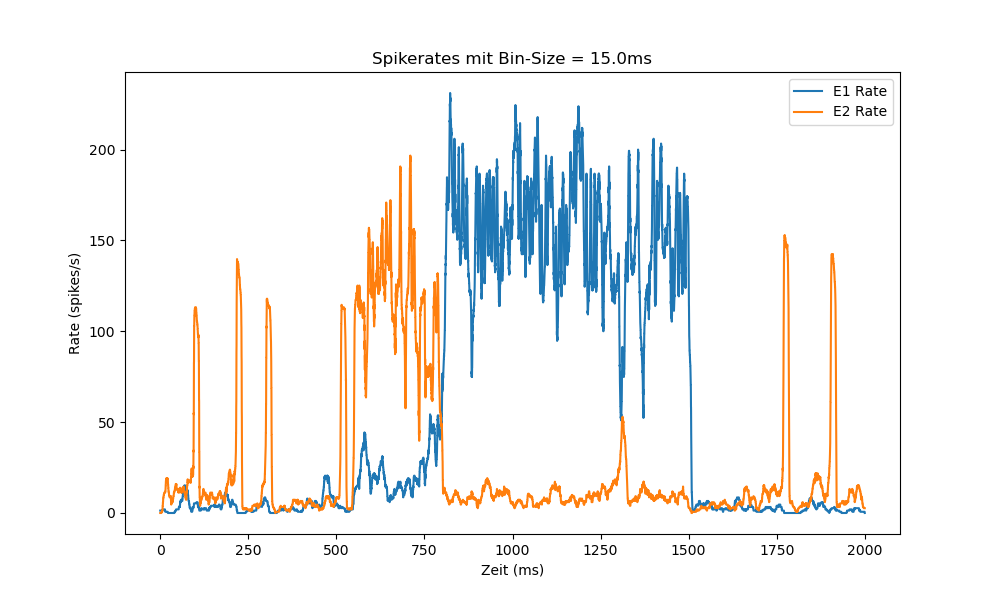 Spikerates mit Bin-Size = 15.0ms
E1 Rate
E2 Rate
Rate (spikes/s)
200
150
100
50
0
0 250 500 750 1000 1250 1500 1750 2000
Zeit (ms)